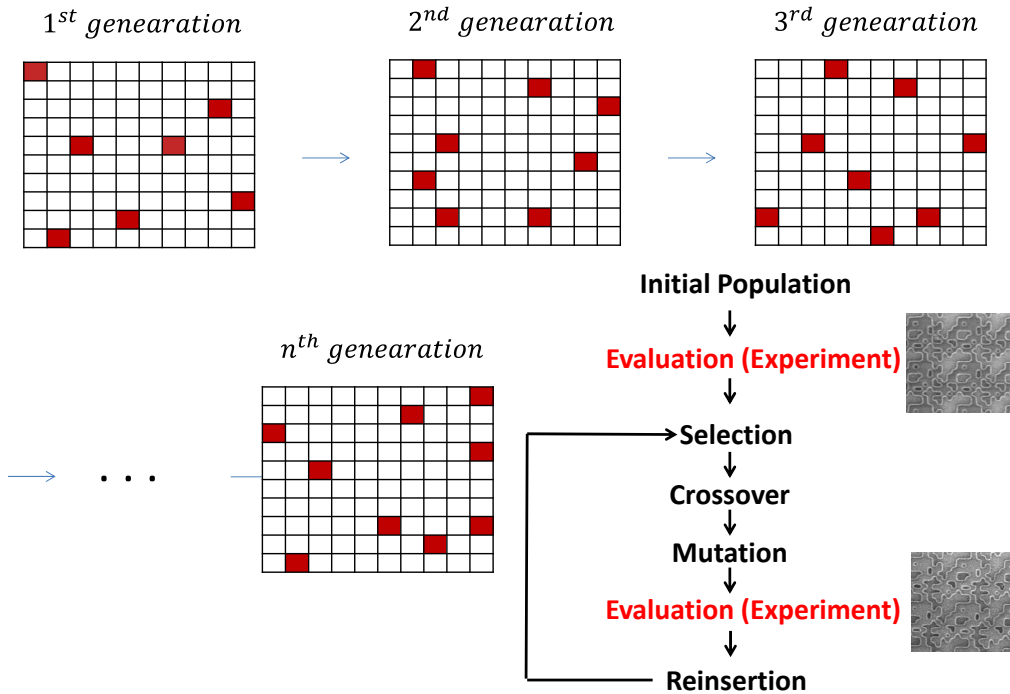 1st genearation
2nd genearation
3rd genearation
Initial Population
Evaluation (Experiment)
nth genearation
Selection
. . .
Crossover
Mutation
Evaluation (Experiment)
Reinsertion